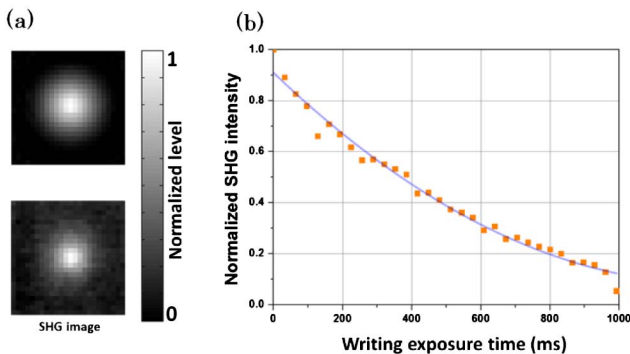 (a)
1
Normalized level
0
SHG image
(b)
Normalized SHG intensity
1.0
0.8
0.6
0.4
0.2
0.0
0
200
400
600
800
1000
Writing exposure time (ms)